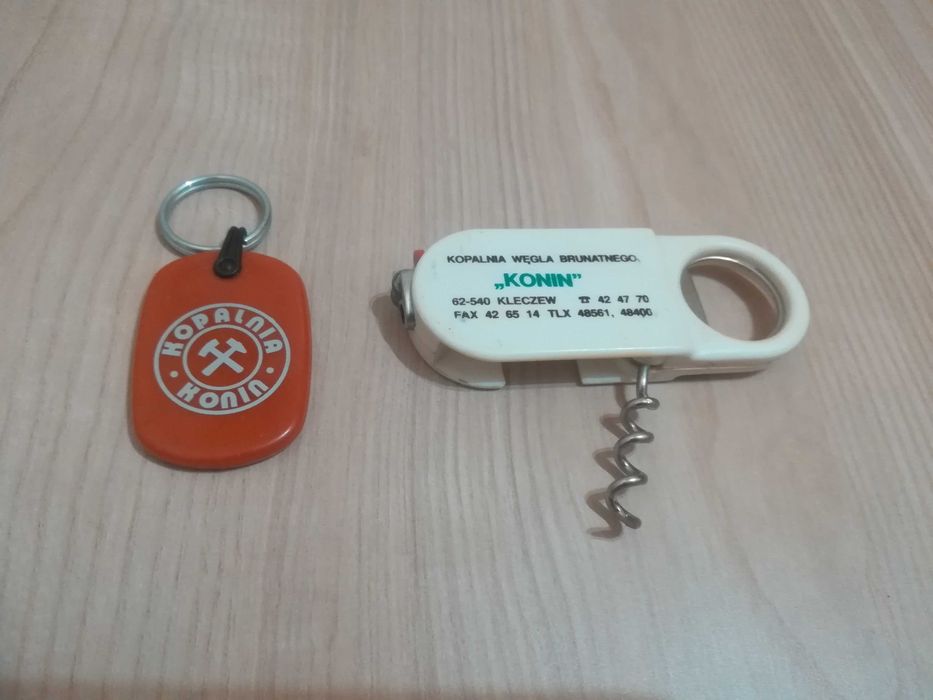 KOPALNIA
• KONIN •
KOPALNIA WĘGLA BRUNATNEGO
„KONIN”
62-540 KLECZEW ☎ 42 47 70
FAX 42 65 14 TLX 48561, 48400